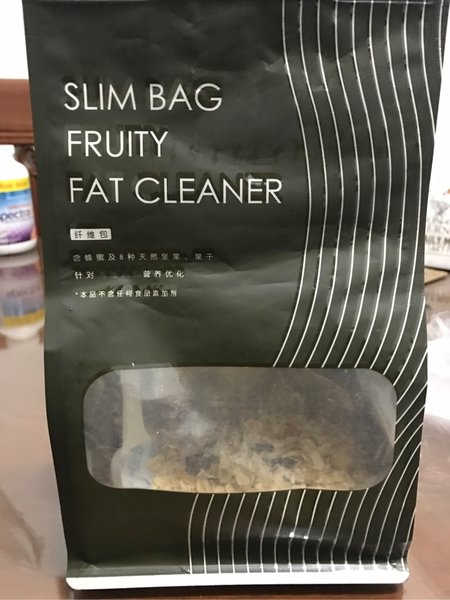 SLIM BAG
FRUITY
FAT CLEANER
纤维包
含蜂蜜及8种天然坚果、果干
针对 营养优化
*本品不含任何食品添加剂